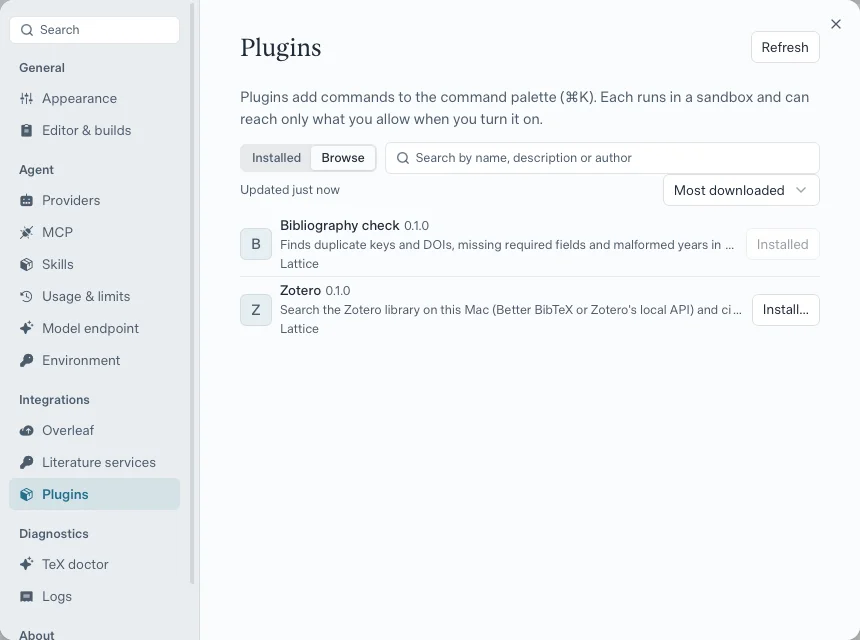 Search
General
Appearance
Editor & builds
Agent
Providers
MCP
Skills
Usage & limits
Model endpoint
Environment
Integrations
Overleaf
Literature services
Plugins
Diagnostics
TeX doctor
Logs
About
Plugins
Refresh
Plugins add commands to the command palette (⌘K). Each runs in a sandbox and can
reach only what you allow when you turn it on.
Installed
Browse
Search by name, description or author
Updated just now
Most downloaded
B
Bibliography check 0.1.0
Finds duplicate keys and DOIs, missing required fields and malformed years in ...
Lattice
Installed
Z
Zotero 0.1.0
Search the Zotero library on this Mac (Better BibTeX or Zotero's local API) and ci...
Lattice
Install...